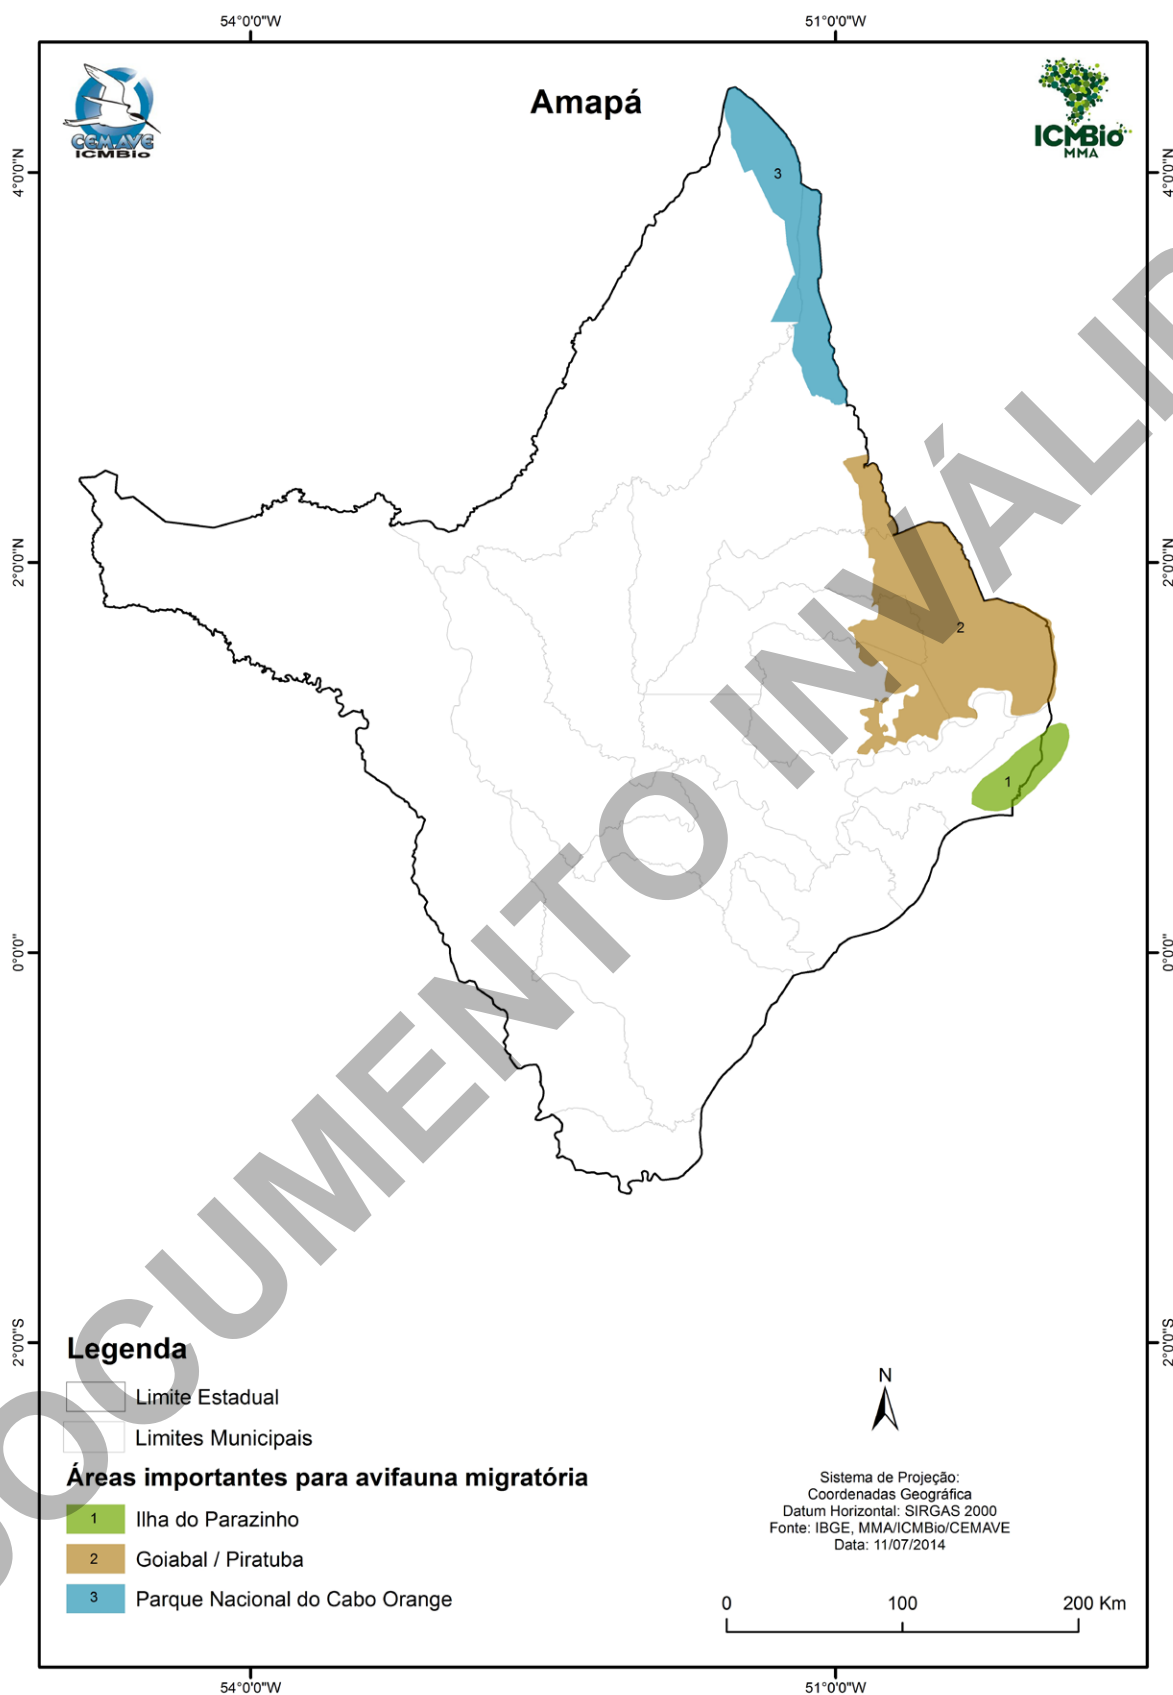 54°0'0"W
51°0'0"W
CEMAVE
ICMBio
Amapá
ICMBio
MMA
4°0'0"N
4°0'0"N
3
2°0'0"N
2°0'0"N
2
1
0°0'0"
0°0'0"
2°0'0"S
2°0'0"S
DOCUMENTO INVÁLID
Legenda
Limite Estadual
Limites Municipais
Áreas importantes para avifauna migratória
1 Ilha do Parazinho
2 Goiabal / Piratuba
3 Parque Nacional do Cabo Orange
N
Sistema de Projeção:
Coordenadas Geográfica
Datum Horizontal: SIRGAS 2000
Fonte: IBGE, MMA/ICMBio/CEMAVE
Data: 11/07/2014
0 100 200 Km
54°0'0"W
51°0'0"W